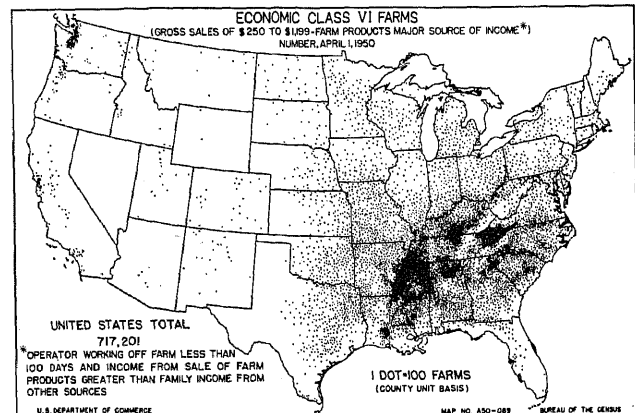 ECONOMIC CLASS VI FARMS
(GROSS SALES OF $250 TO $1,199-FARM PRODUCTS MAJOR SOURCE OF INCOME*)
NUMBER, APRIL 1, 1950
UNITED STATES TOTAL
717,201
*OPERATOR WORKING OFF FARM LESS THAN
100 DAYS AND INCOME FROM SALE OF FARM
PRODUCTS GREATER THAN FAMILY INCOME FROM
OTHER SOURCES
1 DOT=100 FARMS
(COUNTY UNIT BASIS)
U.S. DEPARTMENT OF COMMERCE
MAP NO. A50-089
BUREAU OF THE CENSUS